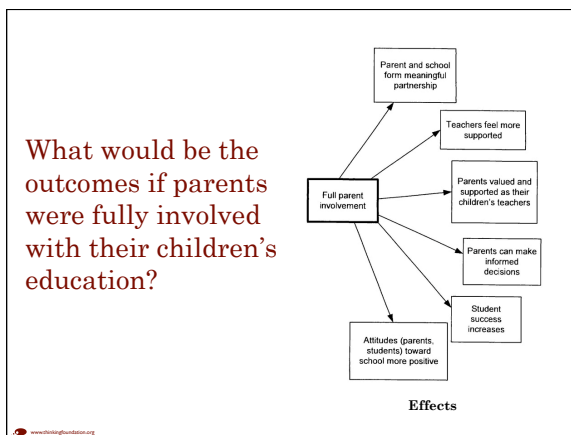 What would be the
outcomes if parents
were fully involved
with their children's
education?
Parent and school
form meaningful
partnership
Teachers feel more
supported
Full parent
involvement
Parents valued and
supported as their
children's teachers
Parents can make
informed decisions
Student
success
increases
Attitudes (parents,
students) toward
school more positive
Effects
www.thinkingfoundation.org